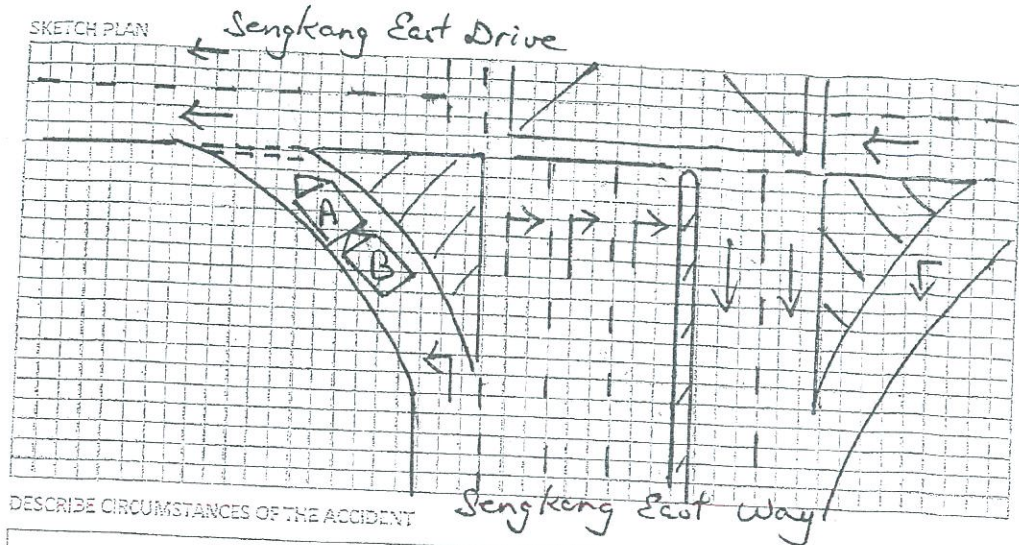 SKETCH PLAN
Sengkang East Drive
A
B
DESCRIBE CIRCUMSTANCES OF THE ACCIDENT
Sengkang East Way